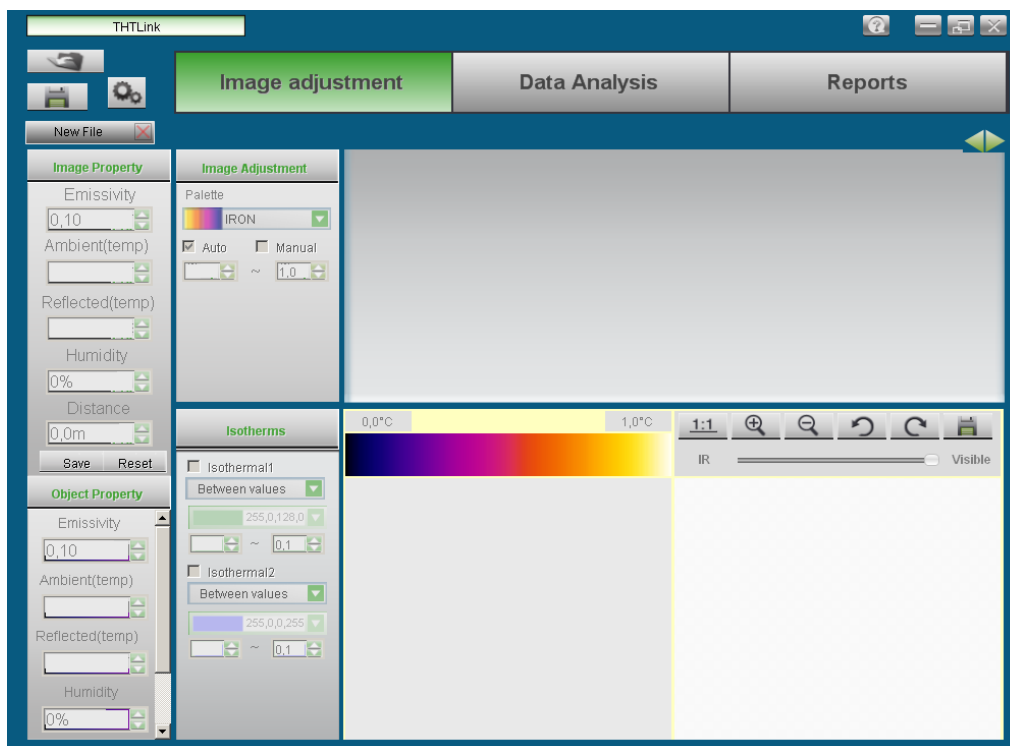 THTLink
Image adjustment
Data Analysis
Reports
New File
Image Property
Emissivity
0,10
Ambient(temp)
Reflected(temp)
Humidity
0%
Distance
0,0m
Save Reset
Object Property
Emissivity
0,10
Ambient(temp)
Reflected(temp)
Humidity
0%
Image Adjustment
Palette
IRON
Auto Manual
~ 1,0
Isotherms
Isothermal1
Between values
255,0,128,0
~ 0,1
Isothermal2
Between values
255,0,0,255
~ 0,1
0,0°C 1,0°C
1:1
IR Visible